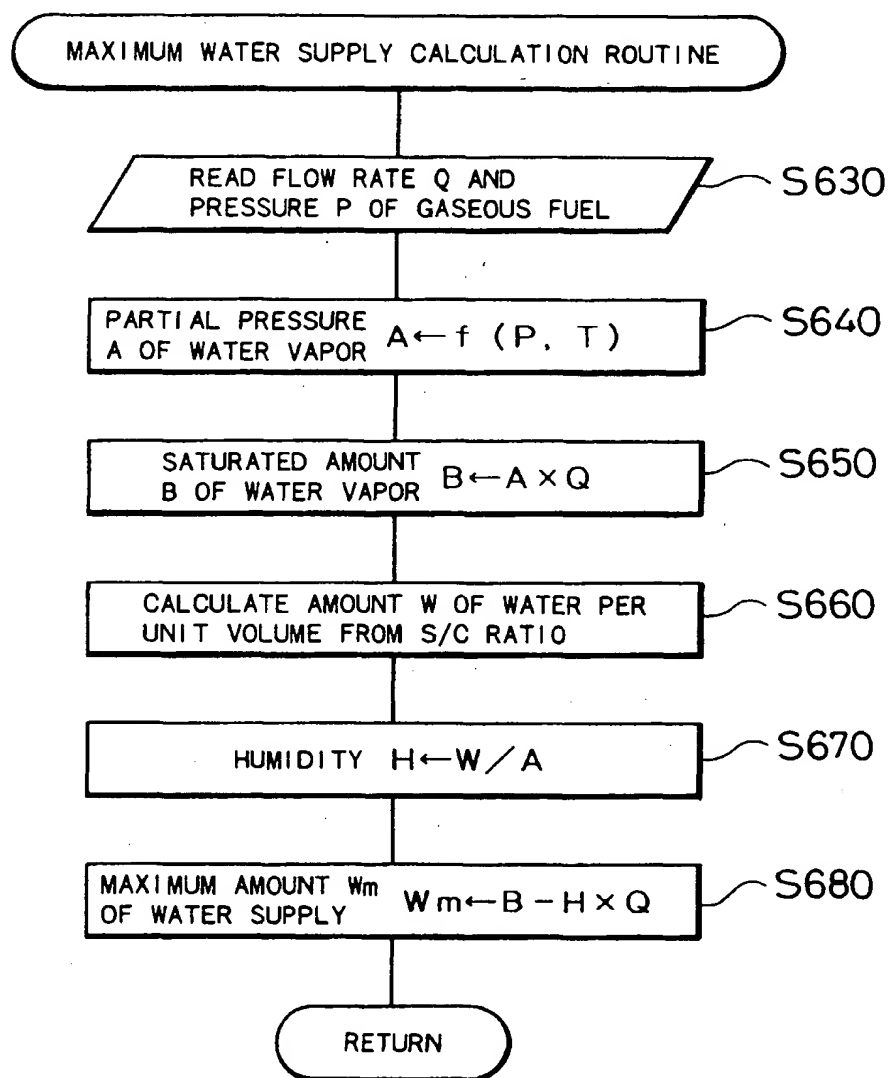 MAXIMUM WATER SUPPLY CALCULATION ROUTINE
READ FLOW RATE Q AND
PRESSURE P OF GASEOUS FUEL
S630
PARTIAL PRESSURE
A OF WATER VAPOR A←f (P, T)
S640
SATURATED AMOUNT
B OF WATER VAPOR B←A×Q
S650
CALCULATE AMOUNT W OF WATER PER
UNIT VOLUME FROM S/C RATIO
S660
HUMIDITY H←W/A
S670
MAXIMUM AMOUNT Wm
OF WATER SUPPLY Wm←B-H×Q
S680
RETURN